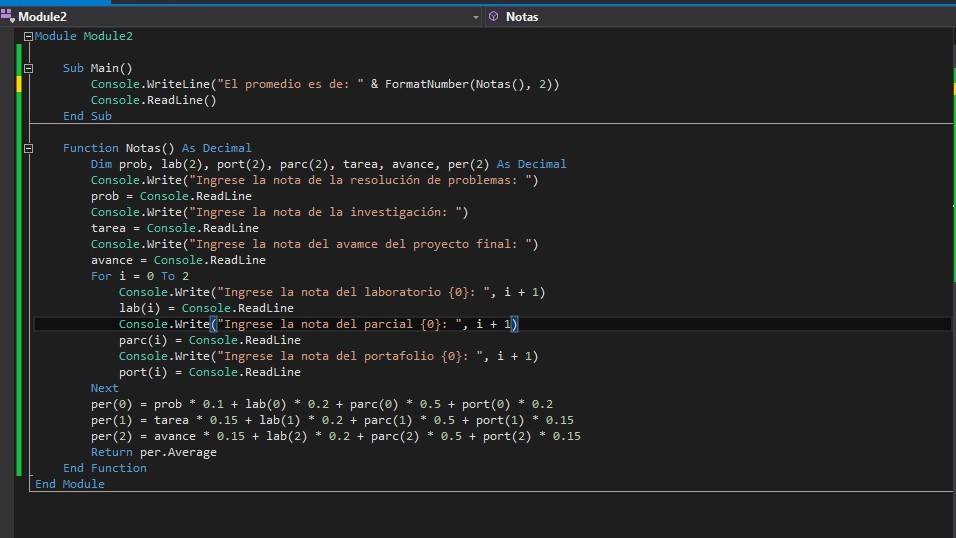 Module2 Notas
Module Module2
Sub Main()
Console.WriteLine("El promedio es de: " & FormatNumber(Notas(), 2))
Console.ReadLine()
End Sub
Function Notas() As Decimal
Dim prob, lab(2), port(2), parc(2), tarea, avance, per(2) As Decimal
Console.Write("Ingrese la nota de la resolución de problemas: ")
prob = Console.ReadLine
Console.Write("Ingrese la nota de la investigación: ")
tarea = Console.ReadLine
Console.Write("Ingrese la nota del avamce del proyecto final: ")
avance = Console.ReadLine
For i = 0 To 2
Console.Write("Ingrese la nota del laboratorio {0}: ", i + 1)
lab(i) = Console.ReadLine
Console.Write("Ingrese la nota del parcial {0}: ", i + 1)
parc(i) = Console.ReadLine
Console.Write("Ingrese la nota del portafolio {0}: ", i + 1)
port(i) = Console.ReadLine
Next
per(0) = prob * 0.1 + lab(0) * 0.2 + parc(0) * 0.5 + port(0) * 0.2
per(1) = tarea * 0.15 + lab(1) * 0.2 + parc(1) * 0.5 + port(1) * 0.15
per(2) = avance * 0.15 + lab(2) * 0.2 + parc(2) * 0.5 + port(2) * 0.15
Return per.Average
End Function
End Module